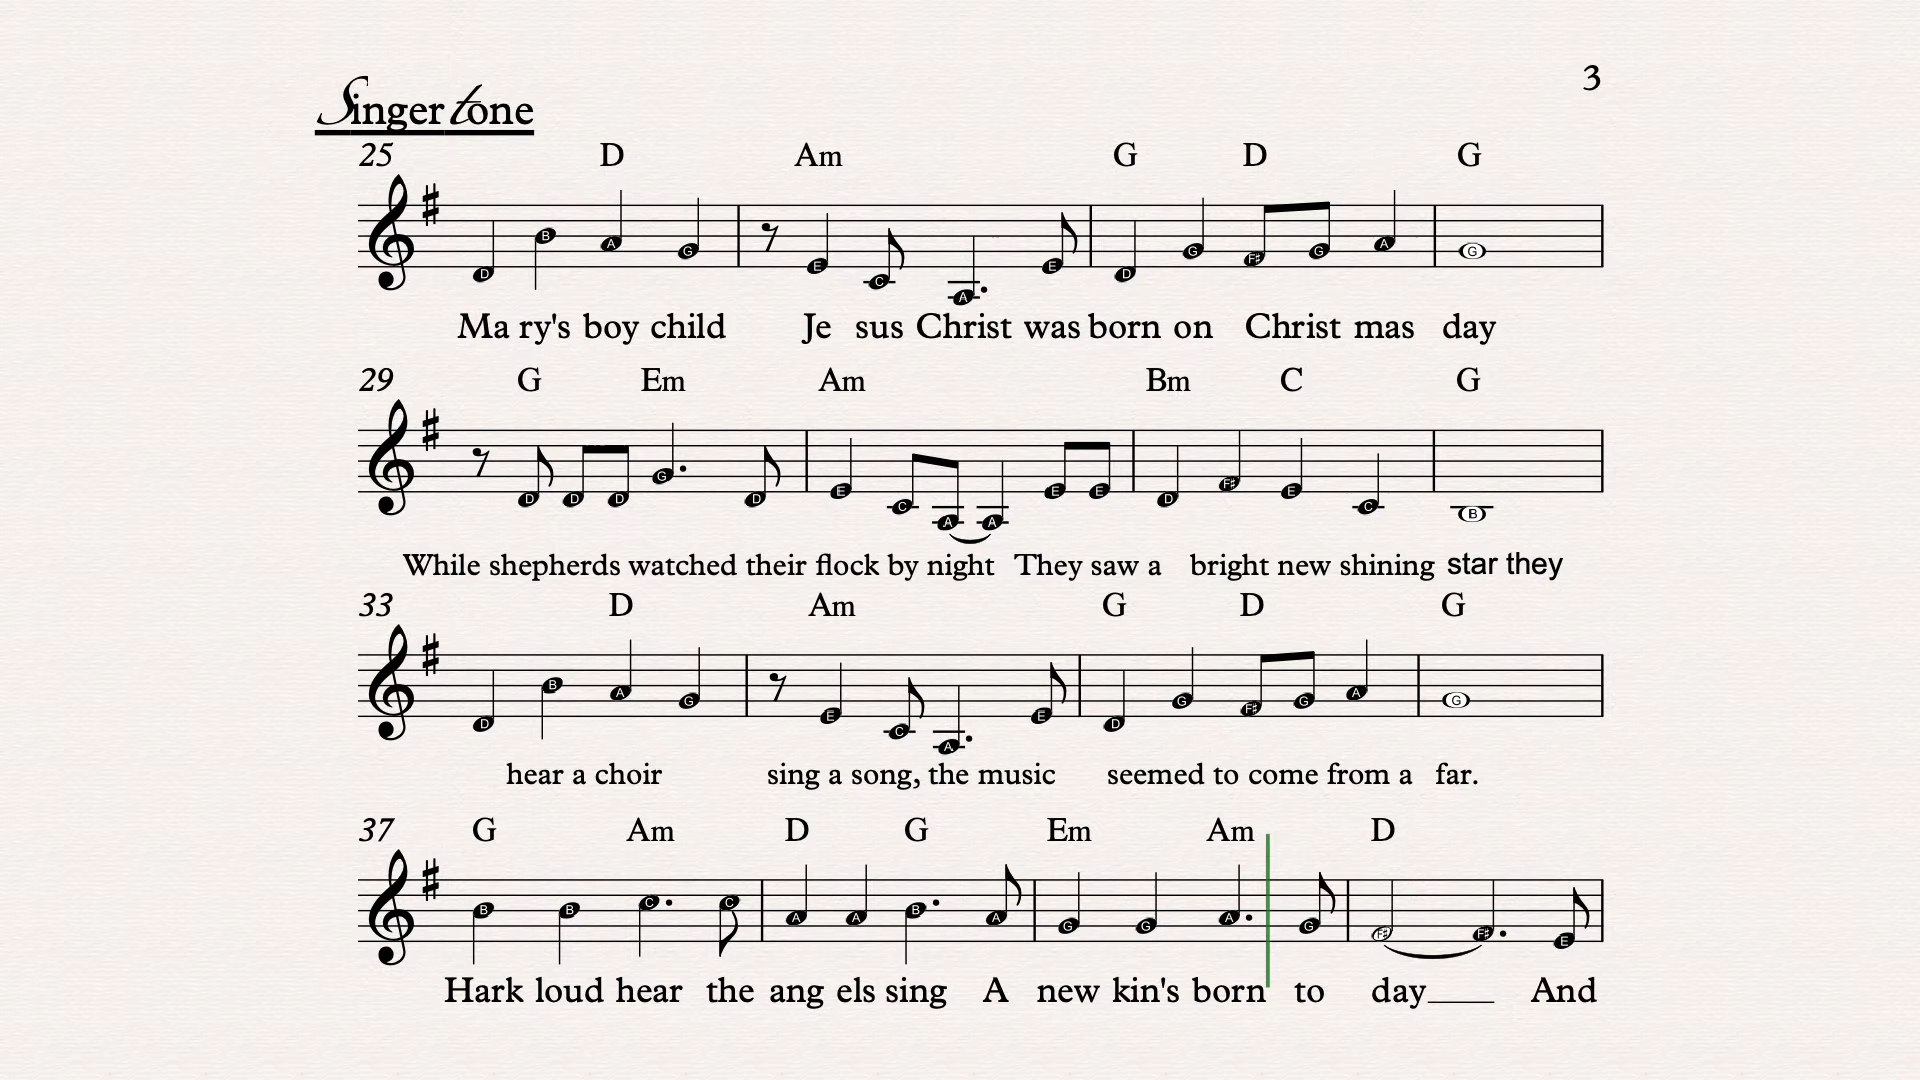 3
Singer tone
25 D Am G D G
D B A G E C A E D G F# G A G
Ma ry's boy child Je sus Christ was born on Christ mas day
29 G Em Am Bm C G
D D D G D E C A A E E D F# E C B
While shepherds watched their flock by night They saw a bright new shining star they
33 D Am G D G
D B A G E C A E D G F# G A G
hear a choir sing a song, the music seemed to come from a far.
37 G Am D G Em Am D
B B C C A A B A G G A G F# F# E
Hark loud hear the ang els sing A new kin's born to day____ And